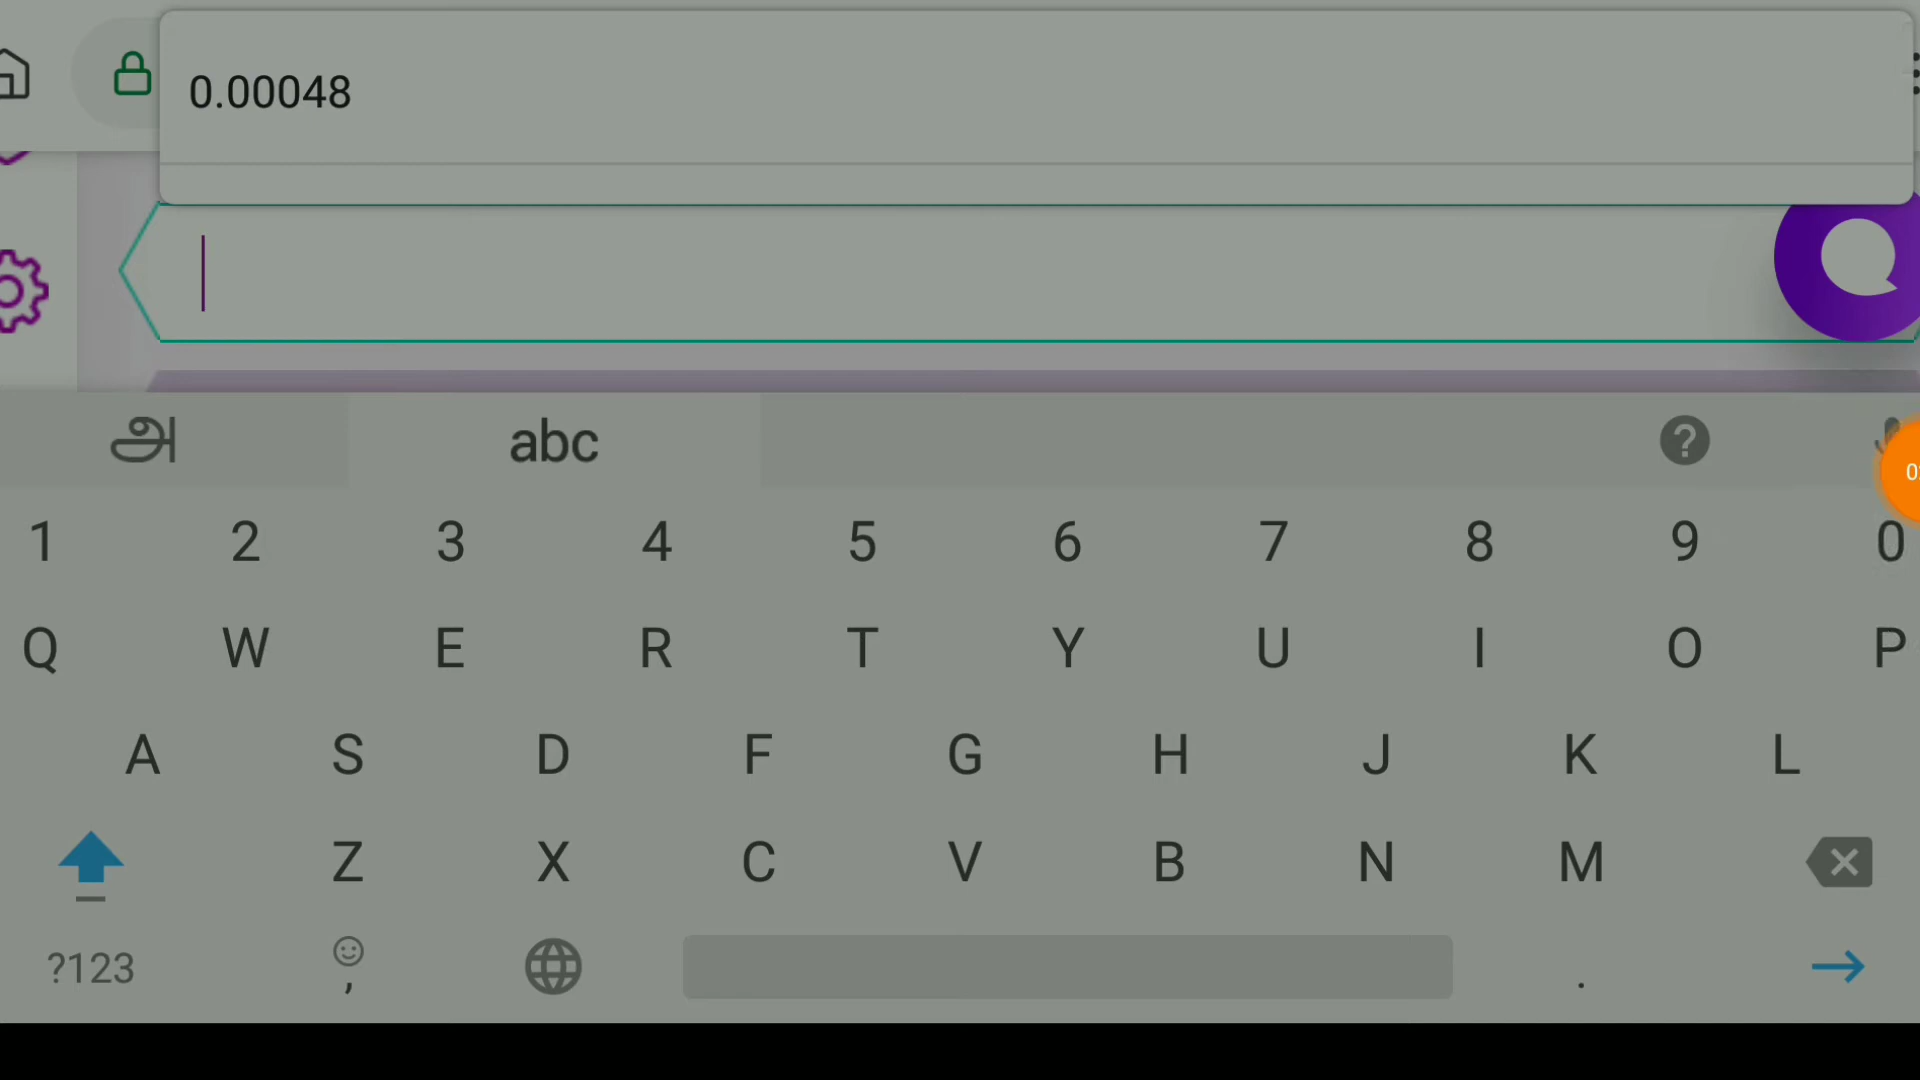 0.00048
அ abc ?
1 2 3 4 5 6 7 8 9 0
Q W E R T Y U I O P
A S D F G H J K L
Z X C V B N M
?123 , .